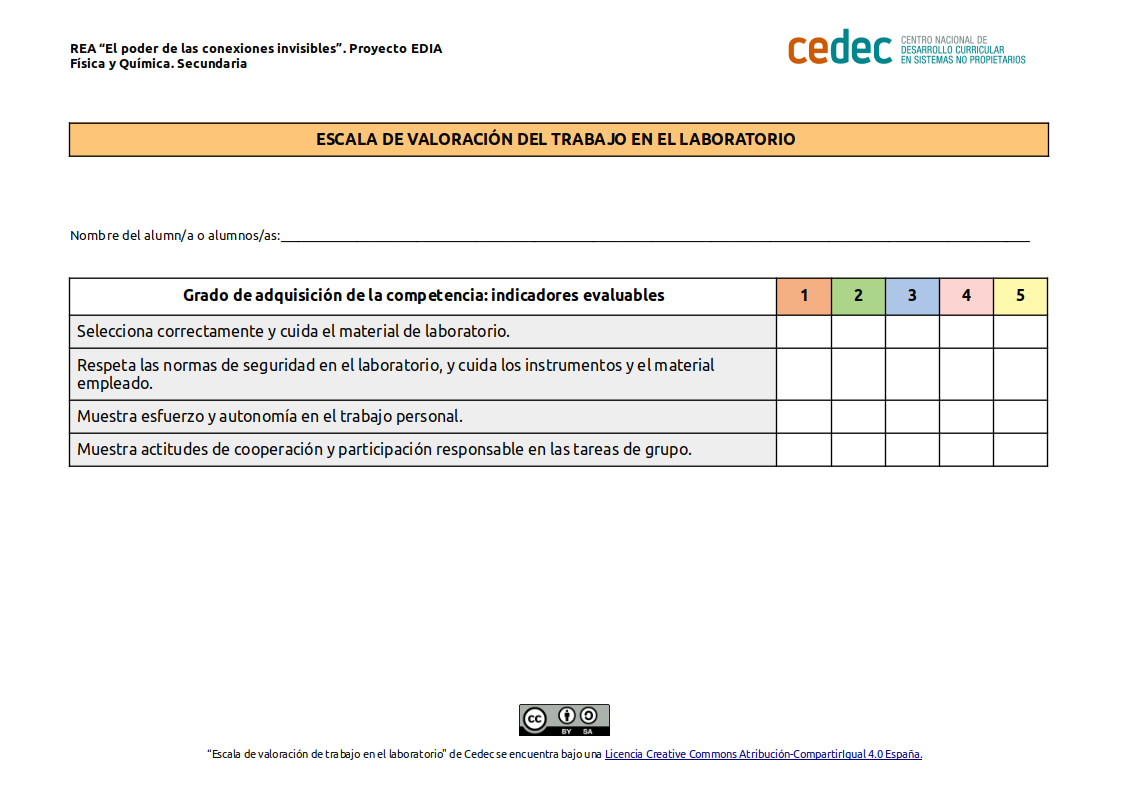 REA “El poder de las conexiones invisibles”. Proyecto EDIA
Física y Química. Secundaria
cedec
CENTRO NACIONAL DE
DESARROLLO CURRICULAR
EN SISTEMAS NO PROPIETARIOS
ESCALA DE VALORACIÓN DEL TRABAJO EN EL LABORATORIO
Nombre del alumn/a o alumnos/as:
Grado de adquisición de la competencia: indicadores evaluables 1 2 3 4 5
Selecciona correctamente y cuida el material de laboratorio.
Respeta las normas de seguridad en el laboratorio, y cuida los instrumentos y el material
empleado.
Muestra esfuerzo y autonomía en el trabajo personal.
Muestra actitudes de cooperación y participación responsable en las tareas de grupo.
cc
BY SA
“Escala de valoración de trabajo en el laboratorio” de Cedec se encuentra bajo una Licencia Creative Commons Atribución-CompartirIgual 4.0 España.